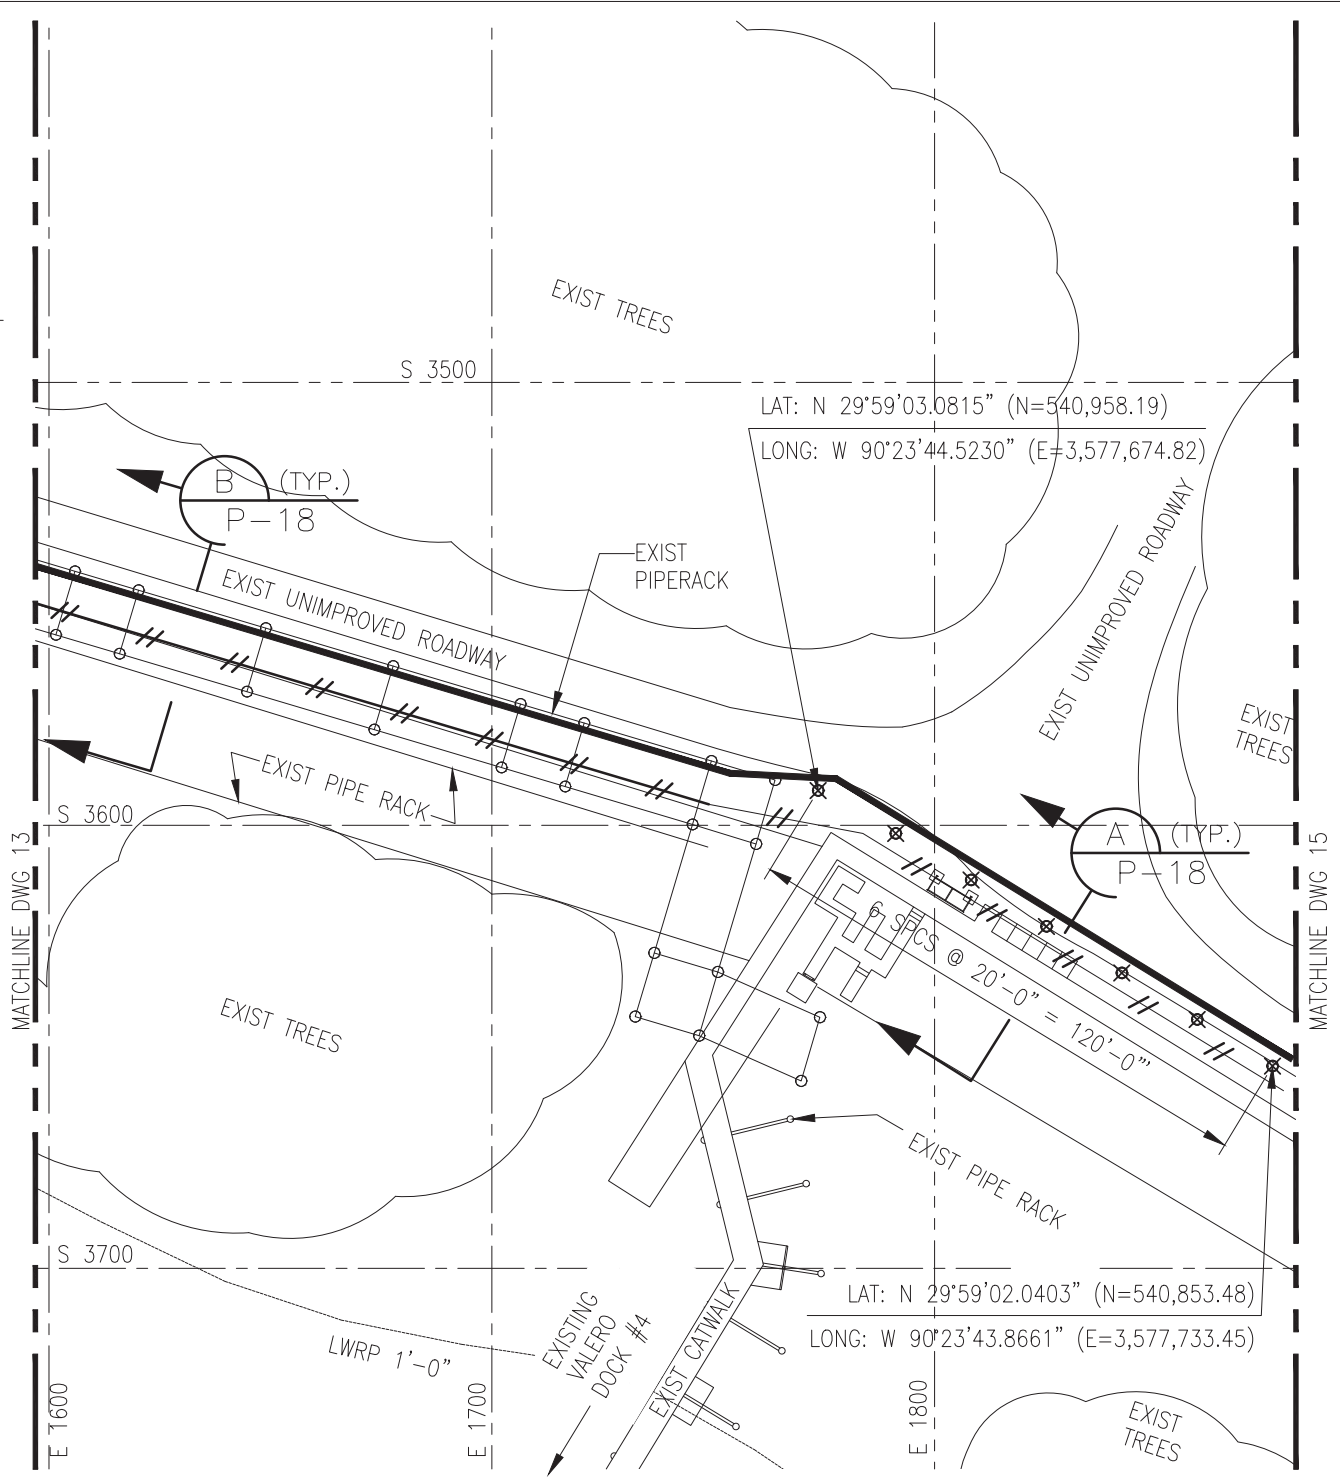 EXIST TREES
S 3500
LAT: N 29°59'03.0815" (N=540,958.19)
LONG: W 90°23'44.5230" (E=3,577,674.82)
B (TYP.)
P-18
EXIST
PIPERACK
EXIST UNIMPROVED ROADWAY
EXIST UNIMPROVED ROADWAY
EXIST
TREES
EXIST PIPE RACK
S 3600
A (TYP.)
P-18
MATCHLINE DWG 13
MATCHLINE DWG 15
6 SPCS @ 20'-0" = 120'-0'"
EXIST TREES
EXIST PIPE RACK
S 3700
LAT: N 29°59'02.0403" (N=540,853.48)
LONG: W 90°23'43.8661" (E=3,577,733.45)
EXISTING
VALERO
DOCK #4
EXIST CATWALK
LWRP 1'-0"
E 1600
E 1700
E 1800
EXIST
TREES